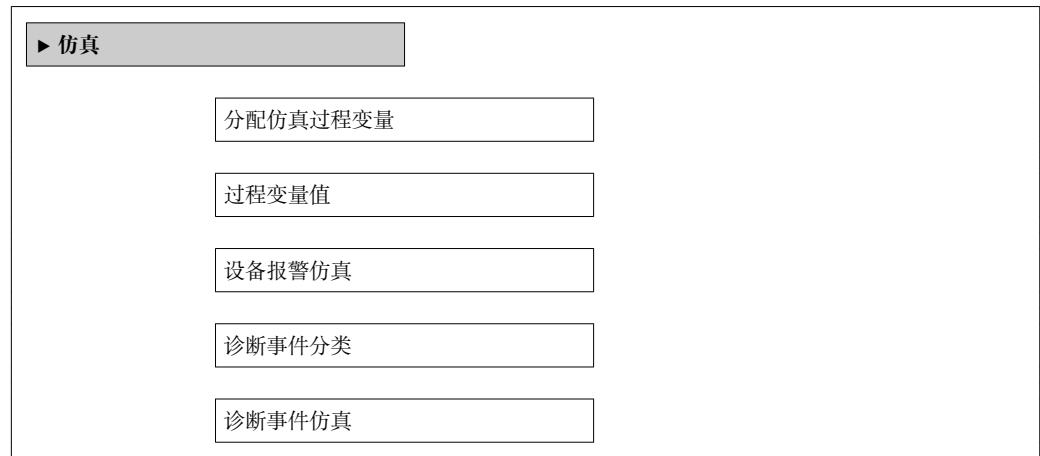 ▶ 仿真
分配仿真过程变量
过程变量值
设备报警仿真
诊断事件分类
诊断事件仿真